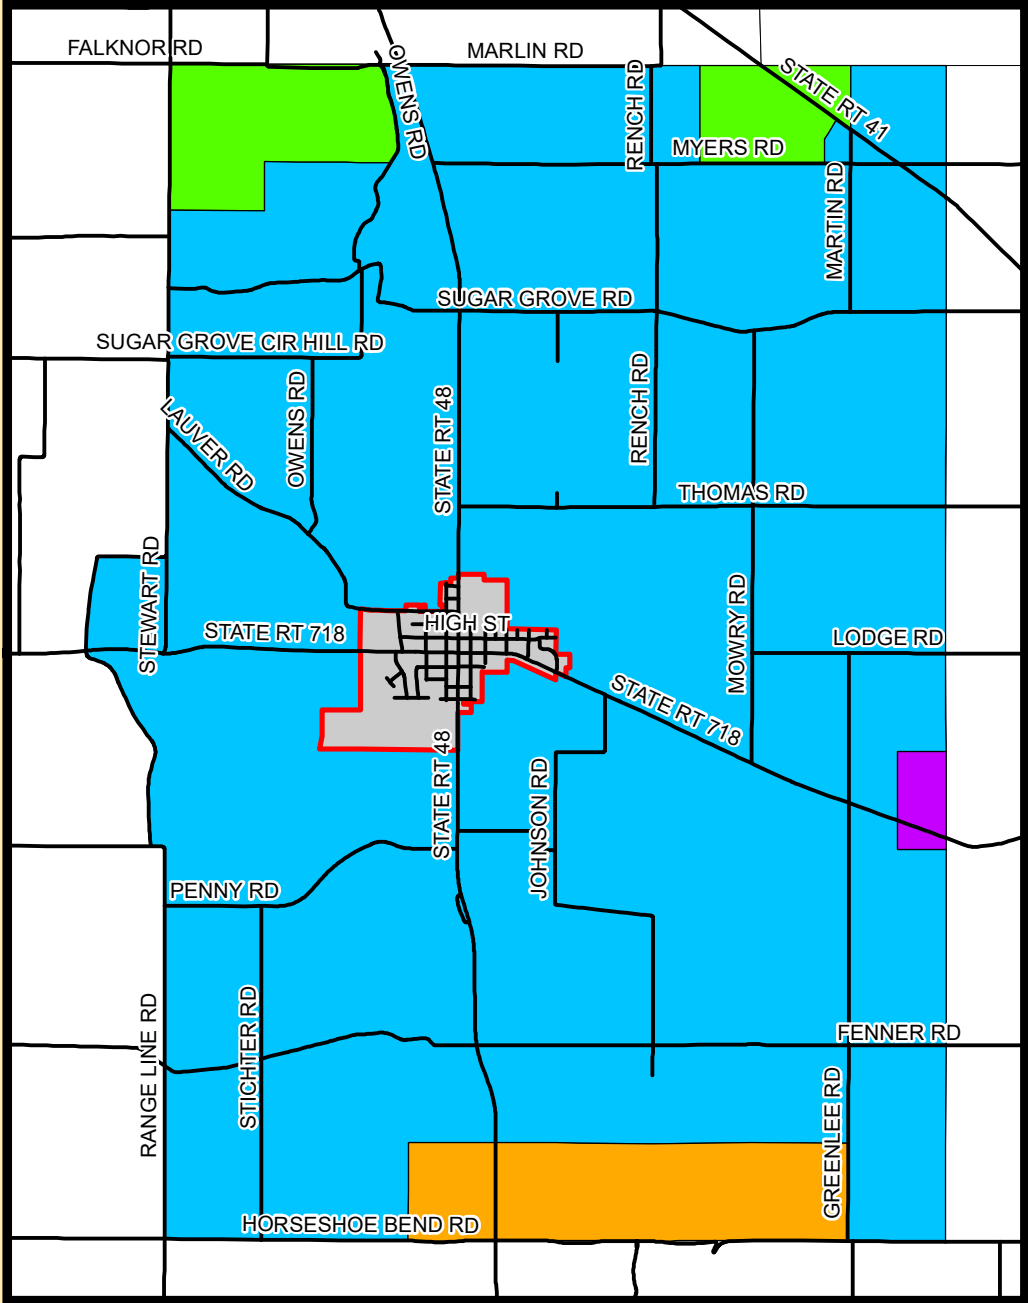 FALKNOR RD
MARLIN RD
OWENS RD
RENCH RD
STATE RT 41
MYERS RD
MARTIN RD
SUGAR GROVE RD
SUGAR GROVE CIR HILL RD
OWENS RD
STATE RT 48
RENCH RD
LAUVER RD
THOMAS RD
STEWART RD
MOWRY RD
HIGH ST
STATE RT 718
LODGE RD
STATE RT 718
STATE RT 48
JOHNSON RD
PENNY RD
RANGE LINE RD
STICHTER RD
FENNER RD
GREENLEE RD
HORSESHOE BEND RD